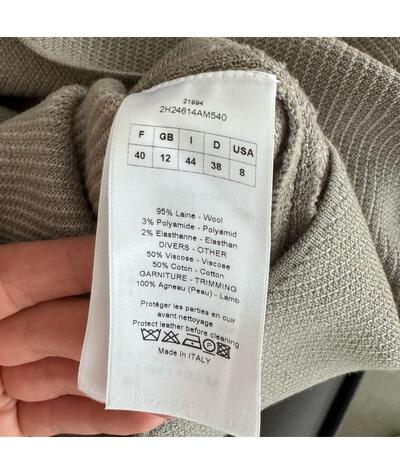 21994
2H24614AM540
F GB I D USA
40 12 44 38 8
95% Laine - Wool
3% Polyamide - Polyamid
2% Elasthanne - Elasthan
DIVERS - OTHER
50% Viscose - Viscose
50% Coton - Cotton
GARNITURE - TRIMMING
100% Agneau (Peau) - Lamb
Protéger les parties en cuir
avant nettoyage
Protect leather before cleaning
Made in ITALY